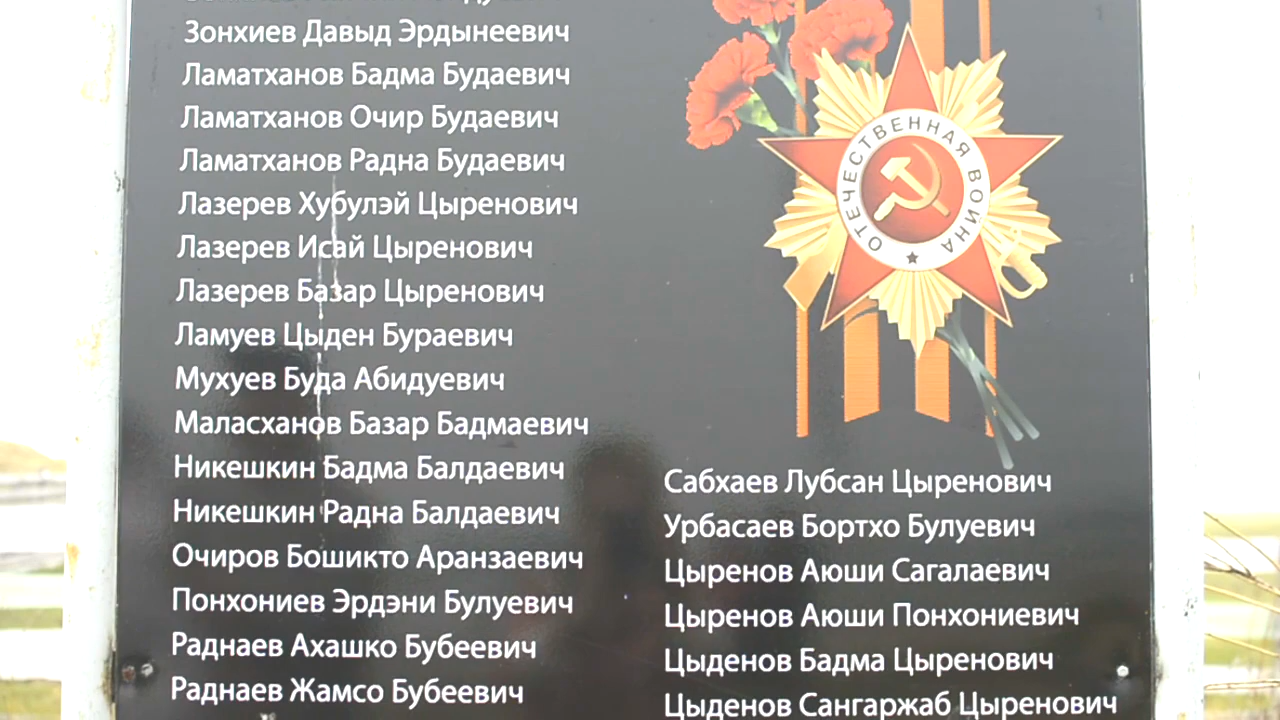 Зонхиев Давыд Эрдынеевич
Ламатханов Бадма Будаевич
Ламатханов Очир Будаевич
Ламатханов Радна Будаевич
Лазерев Хубулэй Цыренович
Лазерев Исай Цыренович
Лазерев Базар Цыренович
Ламуев Цыден Бураевич
Мухуев Буда Абидуевич
Маласханов Базар Бадмаевич
Никешкин Бадма Балдаевич
Никешкин Радна Балдаевич
Очиров Бошикто Аранзаевич
Понхониев Эрдэни Булуевич
Раднаев Ахашко Бубеевич
Раднаев Жамсо Бубеевич
ОТЕЧЕСТВЕННАЯ ВОЙНА
Сабхаев Лубсан Цыренович
Урбасаев Бортхо Булуевич
Цыренов Аюши Сагалаевич
Цыренов Аюши Понхониевич
Цыденов Бадма Цыренович
Цыденов Сангаржаб Цыренович